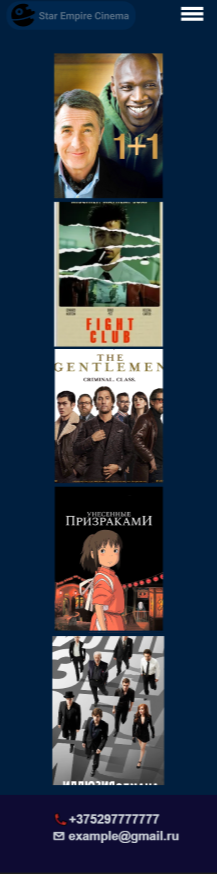 Star Empire Cinema
1+1
FIGHT
CLUB
THE
GENTLEMEN
CRIMINAL. CLASS.
УНЕСЕННЫЕ
ПРИЗРАКАМИ
+375297777777
example@gmail.ru